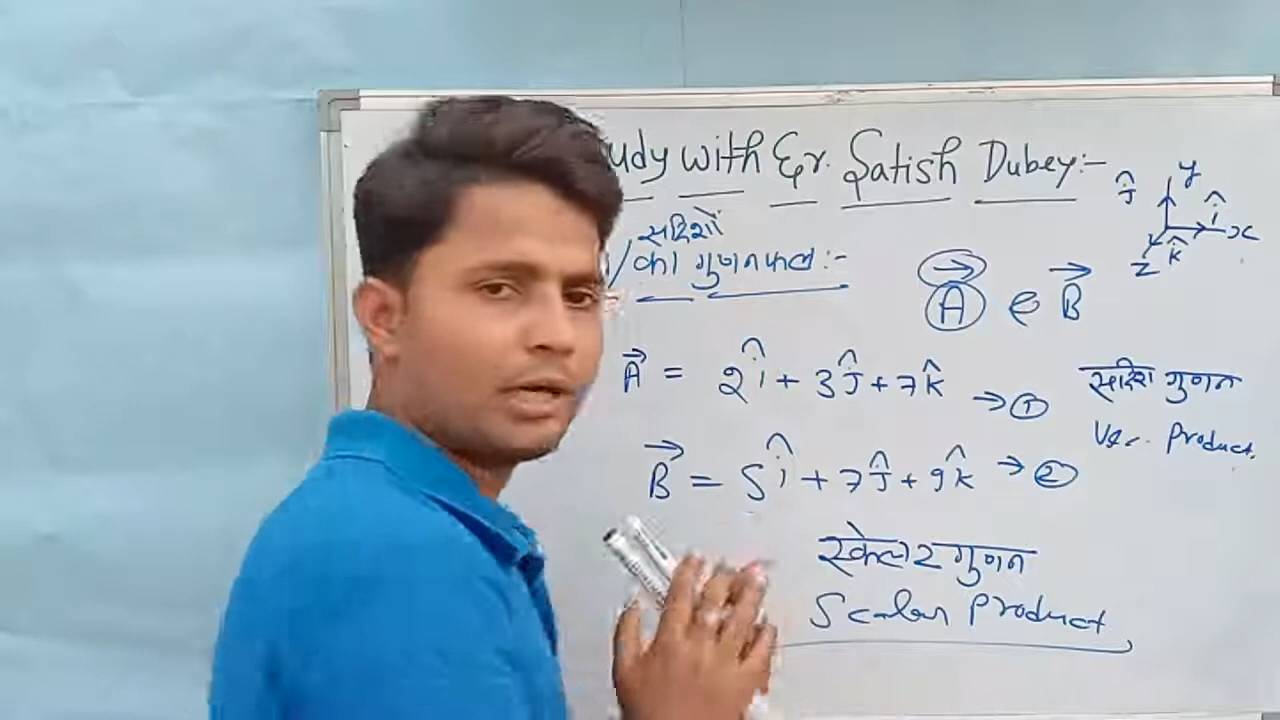 udy with Er. Satish Dubey:-
सदिशों
/का गुणनफल:-
A⃗ e B⃗
ĵ y î x z k̂
A⃗ = 2î + 3ĵ + 7k̂ → ①
सदिश गुणन
Vec. Product.
B⃗ = 5î + 7ĵ + 9k̂ → ②
स्केलर गुणन
Scalar Product